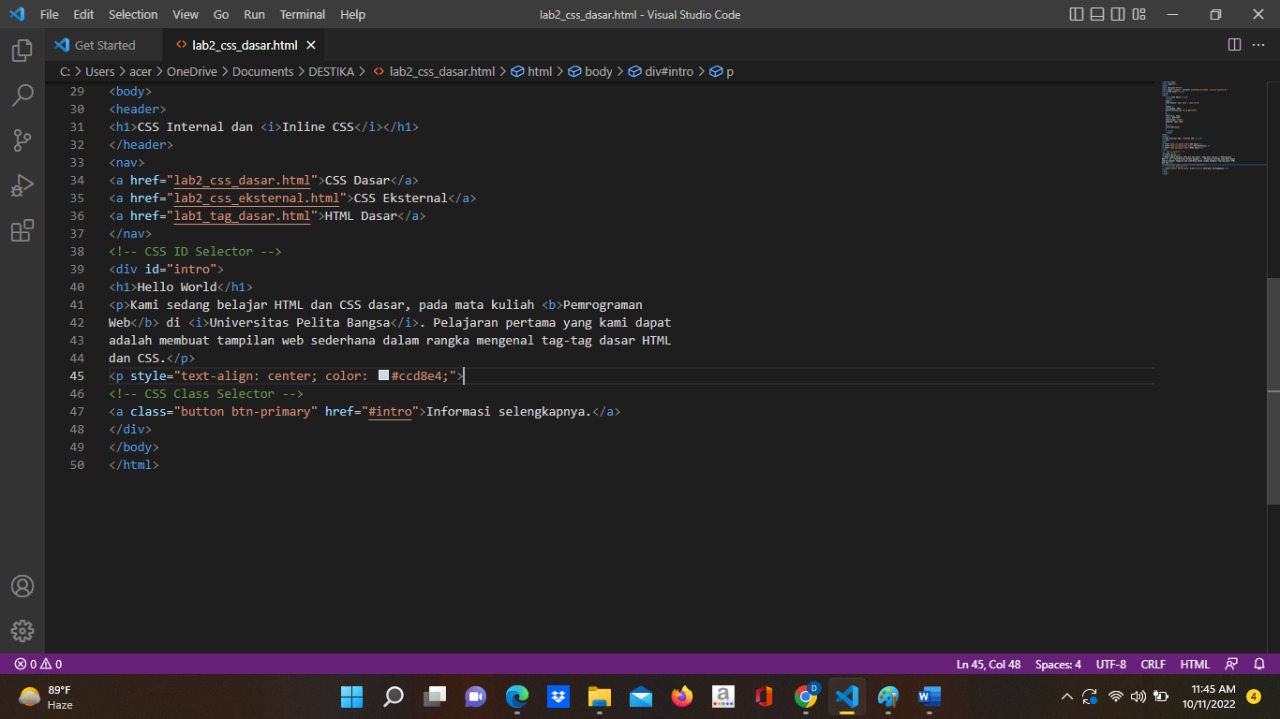 File Edit Selection View Go Run Terminal Help lab2_css_dasar.html - Visual Studio Code
Get Started lab2_css_dasar.html
C: > Users > acer > OneDrive > Documents > DESTIKA > lab2_css_dasar.html > html > body > div#intro > p
29 <body>
30 <header>
31 <h1>CSS Internal dan <i>Inline CSS</i></h1>
32 </header>
33 <nav>
34 <a href="lab2_css_dasar.html">CSS Dasar</a>
35 <a href="lab2_css_eksternal.html">CSS Eksternal</a>
36 <a href="lab1_tag_dasar.html">HTML Dasar</a>
37 </nav>
38 <!-- CSS ID Selector -->
39 <div id="intro">
40 <h1>Hello World</h1>
41 <p>Kami sedang belajar HTML dan CSS dasar, pada mata kuliah <b>Pemrograman
42 Web</b> di <i>Universitas Pelita Bangsa</i>. Pelajaran pertama yang kami dapat
43 adalah membuat tampilan web sederhana dalam rangka mengenal tag-tag dasar HTML
44 dan CSS.</p>
45 <p style="text-align: center; color: #ccd8e4;">
46 <!-- CSS Class Selector -->
47 <a class="button btn-primary" href="#intro">Informasi selengkapnya.</a>
48 </div>
49 </body>
50 </html>
0 0 Ln 45, Col 48 Spaces: 4 UTF-8 CRLF HTML
89°F
Haze
11:45 AM
10/11/2022
4